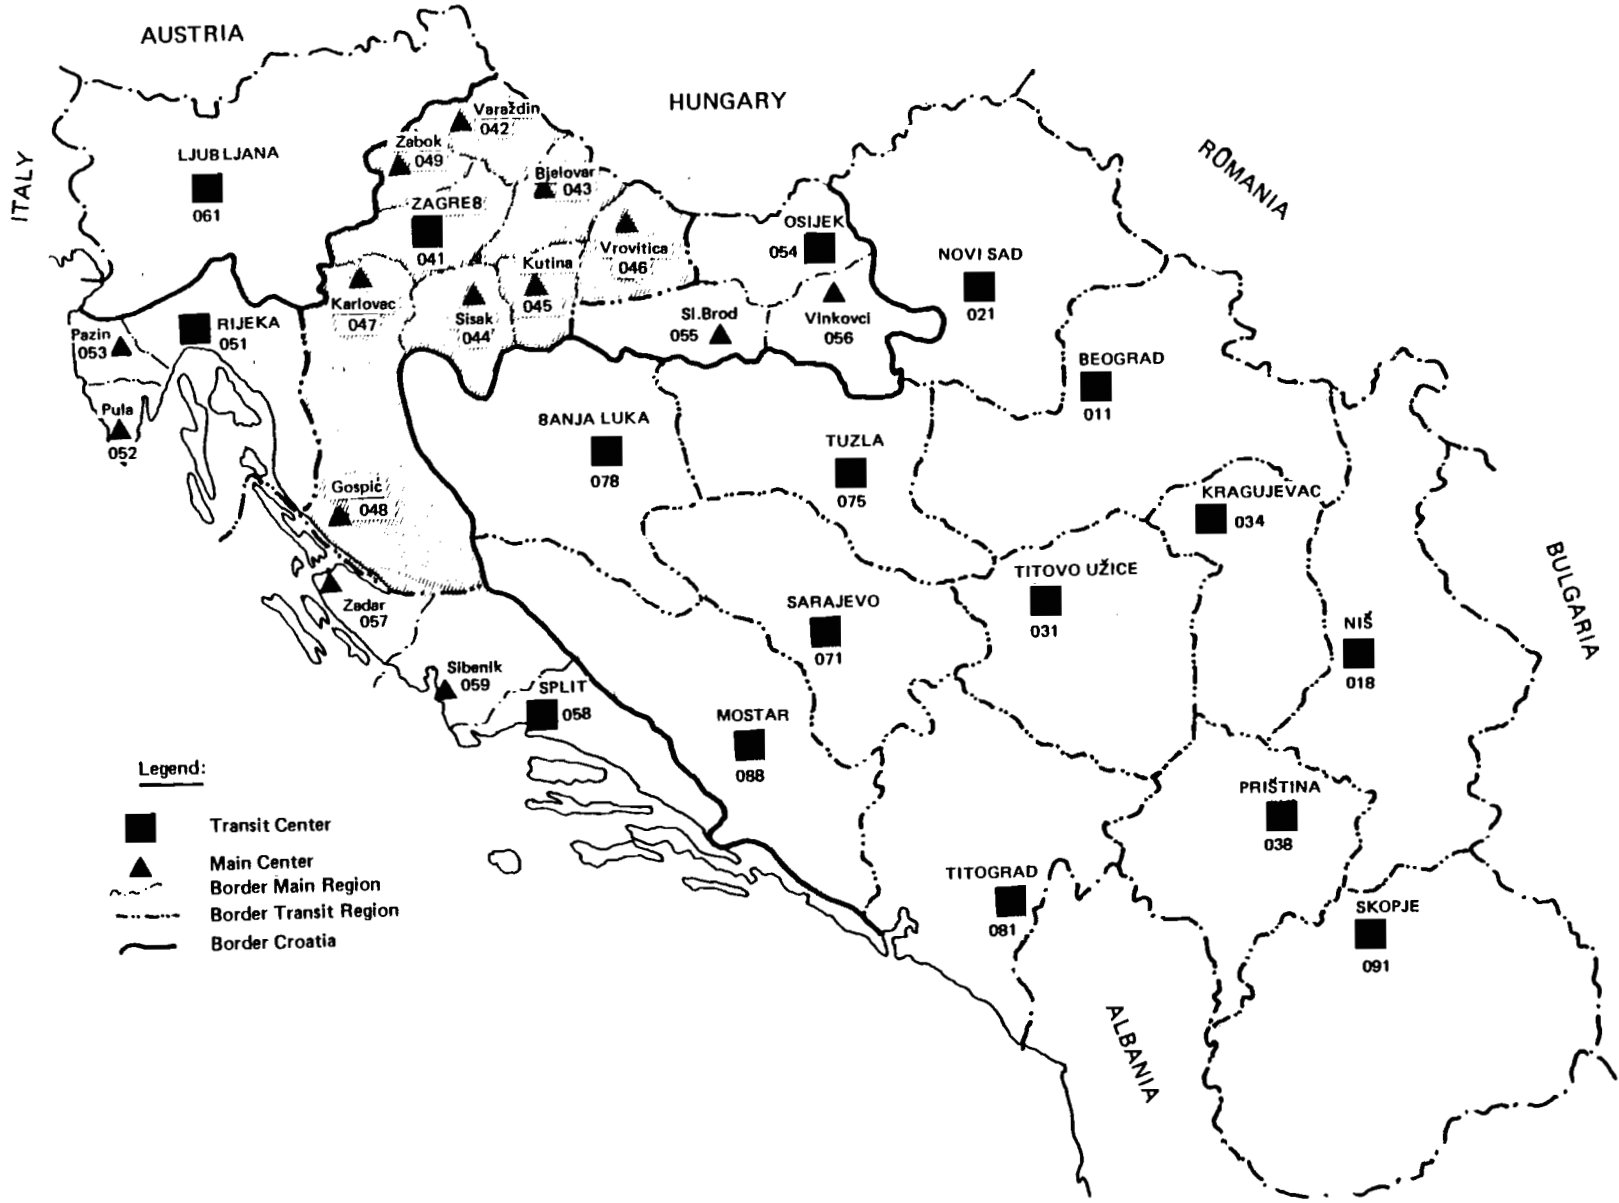 AUSTRIA
HUNGARY
ITALY
ROMANIA
BULGARIA
ALBANIA
LJUBLJANA
061
Varaždin
042
Zabok
049
Bjelovar
043
ZAGREB
041
Vrovitica
046
Kutina
045
Karlovac
047
Sisak
044
OSIJEK
054
NOVI SAD
021
Sl.Brod
055
Vlnkovci
056
Pazin
053
RIJEKA
051
Pula
052
BEOGRAD
011
BANJA LUKA
078
TUZLA
075
Gospić
048
KRAGUJEVAC
034
TITOVO UŽICE
031
Zadar
057
SARAJEVO
071
NIŠ
018
Sibenik
059
SPLIT
058
MOSTAR
088
PRIŠTINA
038
TITOGRAD
081
SKOPJE
091
Legend:
Transit Center
Main Center
Border Main Region
Border Transit Region
Border Croatia